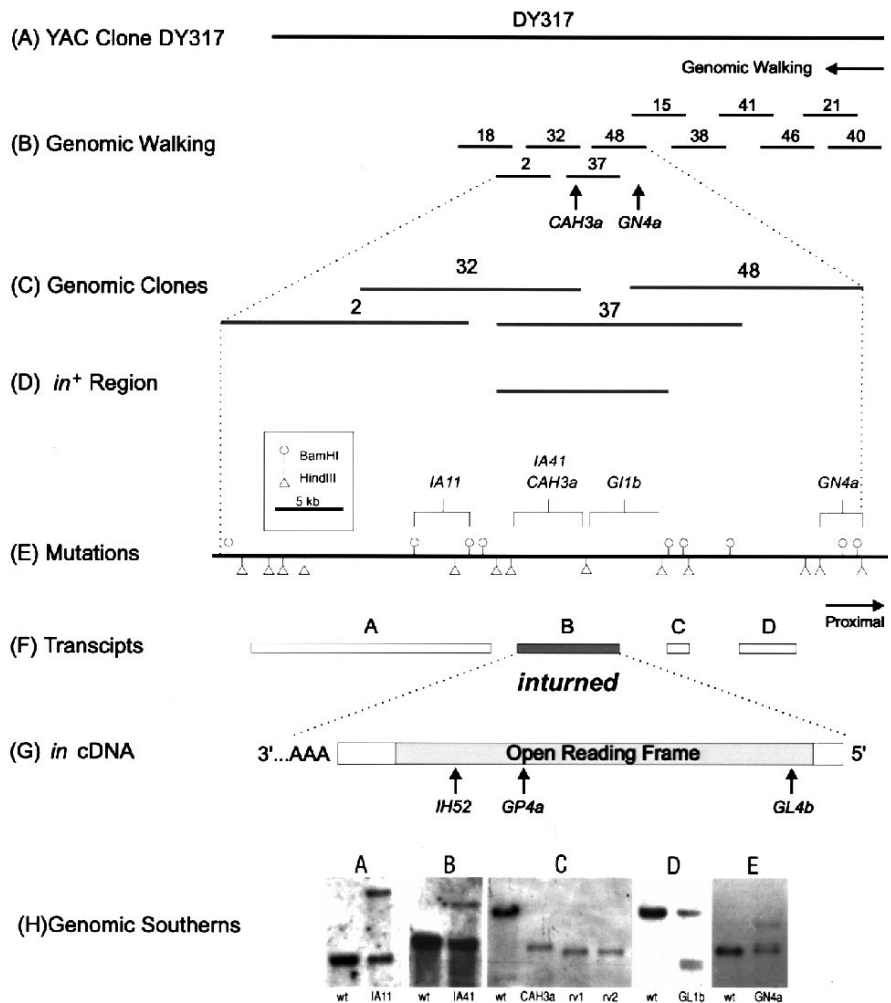 DY317
(A) YAC Clone DY317
Genomic Walking
15 41 21
(B) Genomic Walking
18 32 48 38 46 40
2 37
CAH3a GN4a
32
(C) Genomic Clones
48
2 37
(D) in+ Region
BamHI
HindIII
5 kb
IA41
IA11 CAH3a GI1b GN4a
(E) Mutations
Proximal
A B C D
(F) Transcipts
inturned
(G) in cDNA
3'...AAA Open Reading Frame 5'
IH52 GP4a GL4b
A B C D E
(H)Genomic Southerns
wt IA11 wt IA41 wt CAH3a rv1 rv2 wt GL1b wt GN4a